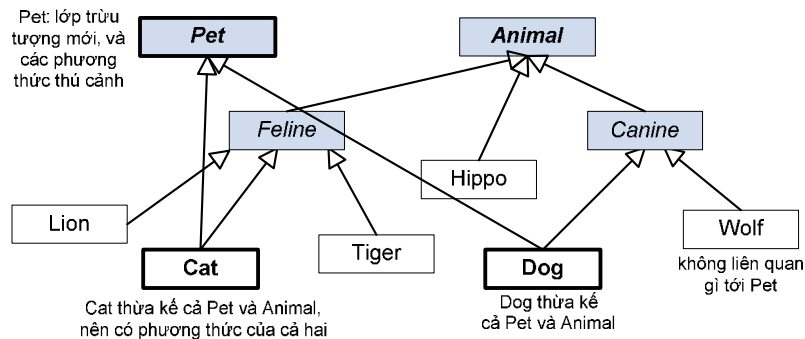 Pet: lớp trừu
tượng mới, và
các phương
thức thú cảnh
Pet
Animal
Feline
Canine
Hippo
Lion
Wolf
Tiger
Cat
Dog
không liên quan
gì tới Pet
Cat thừa kế cả Pet và Animal,
nên có phương thức của cả hai
Dog thừa kế
cả Pet và Animal